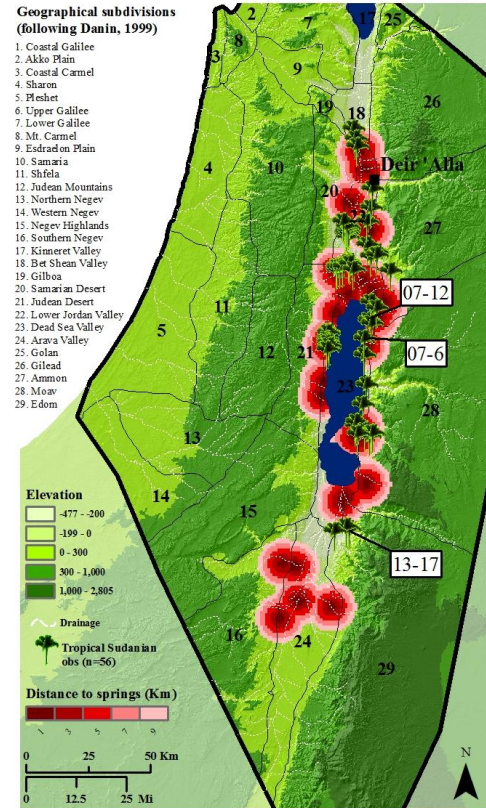 Geographical subdivisions
(following Danin, 1999)
1. Coastal Galilee
2. Akko Plain
3. Coastal Carmel
4. Sharon
5. Pleshet
6. Upper Galilee
7. Lower Galilee
8. Mt. Carmel
9. Esdraelon Plain
10. Samaria
11. Shfela
12. Judean Mountains
13. Northern Negev
14. Western Negev
15. Negev Highlands
16. Southern Negev
17. Kinneret Valley
18. Bet Shean Valley
19. Gilboa
20. Samarian Desert
21. Judean Desert
22. Lower Jordan Valley
23. Dead Sea Valley
24. Arava Valley
25. Golan
26. Gilead
27. Ammon
28. Moav
29. Edom
2
7
17
25
8
3
9
19
18
26
Deir 'Alla
4
10
20
27
07-12
11
5
12
21
07-6
23
28
13
14
15
13-17
16
24
29
Elevation
-477 - -200
-199 - 0
0 - 300
300 - 1,000
1,000 - 2,805
Drainage
Tropical Sudanian
obs (n=56)
Distance to springs (Km)
1 3 5 7 9
0 25 50 Km
0 12.5 25 Mi
N